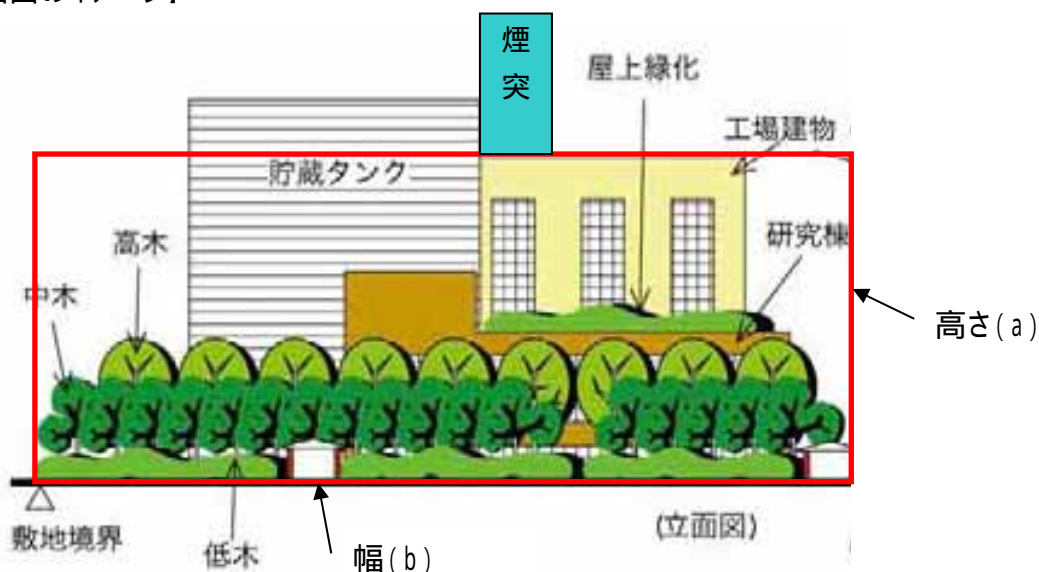 煙
突
屋上緑化
工場建物
貯蔵タンク
高木
研究棟
中木
高さ(a)
敷地境界
低木
幅(b)
(立面図)